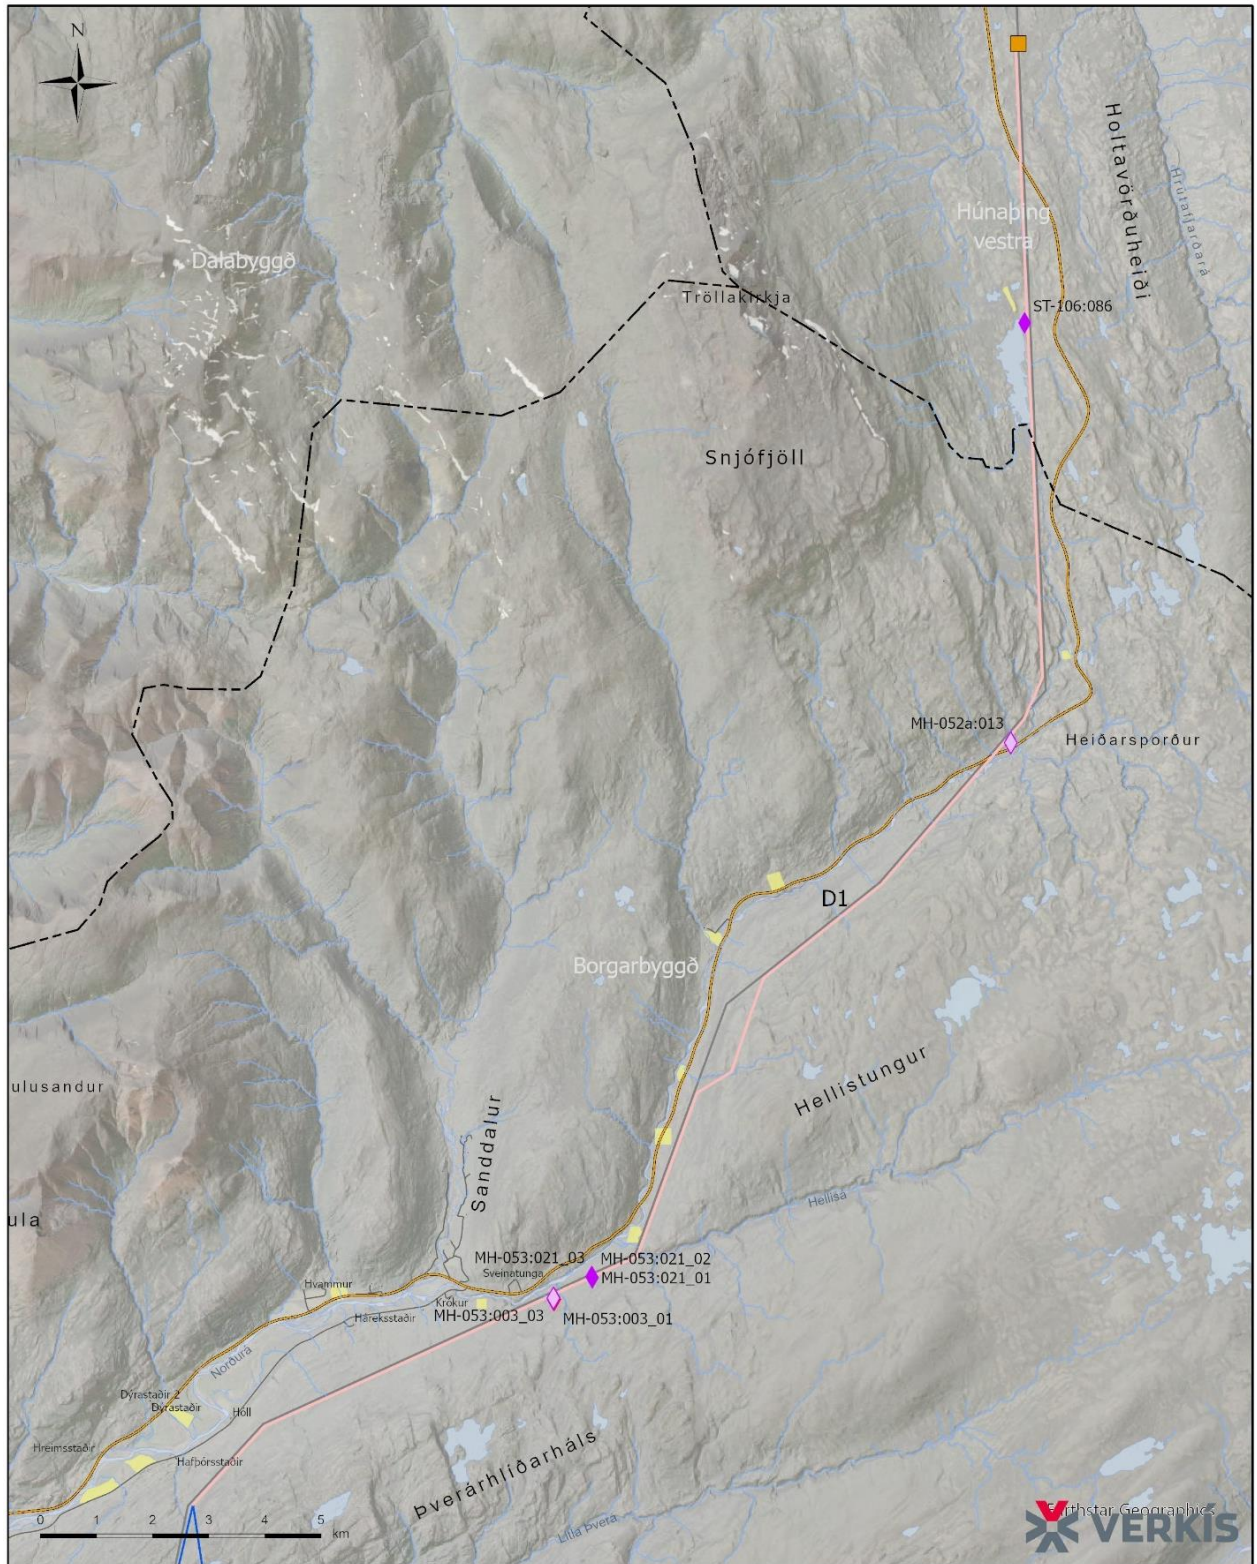 N
Holtavörðuheiði
Hrútafjarðará
Húnaþing
vestra
Dalabyggð
Tröllakirkja
ST-106:086
Snjófjöll
MH-052a:013
Heiðarsporður
D1
Borgarbyggð
ulusandur
Hellistungur
Sanddalur
Hellisá
ula
MH-053:021_03 MH-053:021_02
Sveinatunga
MH-053:021_01
Hvammur
Krókur
MH-053:003_03 MH-053:003_01
Háreksstaðir
Norðurá
Dýrastaðir 2
Dýrastaðir
Hóll
Hreimsstaðir
Hafþórsstaðir
Þverárhlíðarháls
Litla Þverá
0 1 2 3 4 5
km
Earthstar Geographics
VERKÍS